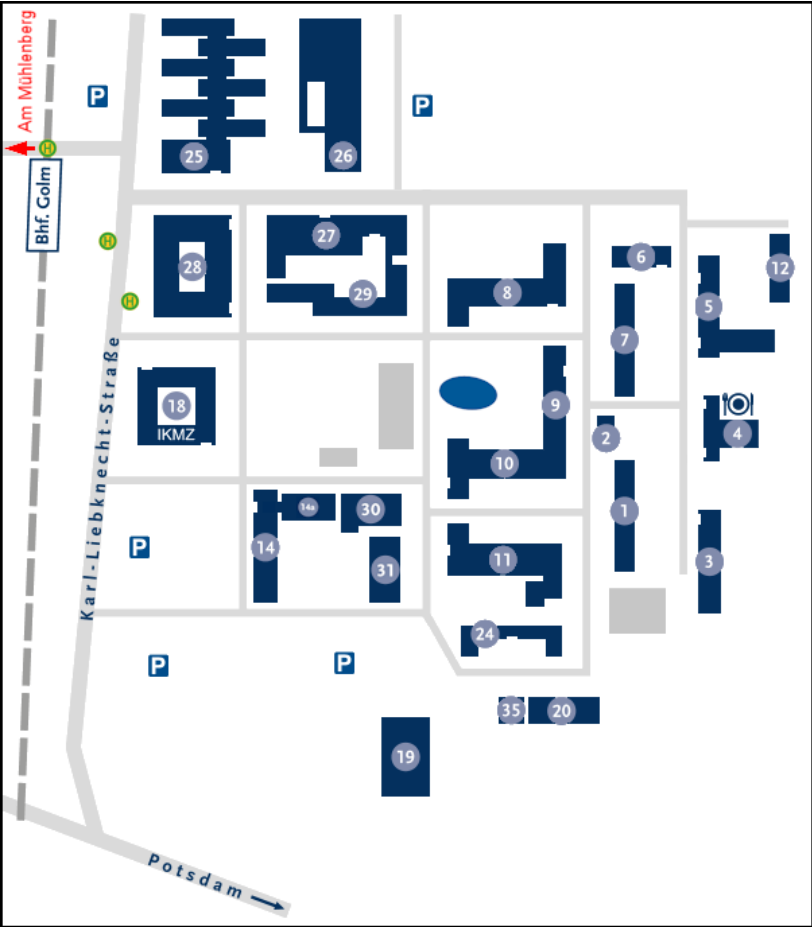 Am Mühlenberg
P
P
25
26
H
Bhf. Golm
H
27
28
6
12
29
8
5
H
7
Karl-Liebknecht-Straße
18
IKMZ
9
2
4
10
14a
30
1
14
P
11
3
31
24
P
P
35
20
19
Potsdam